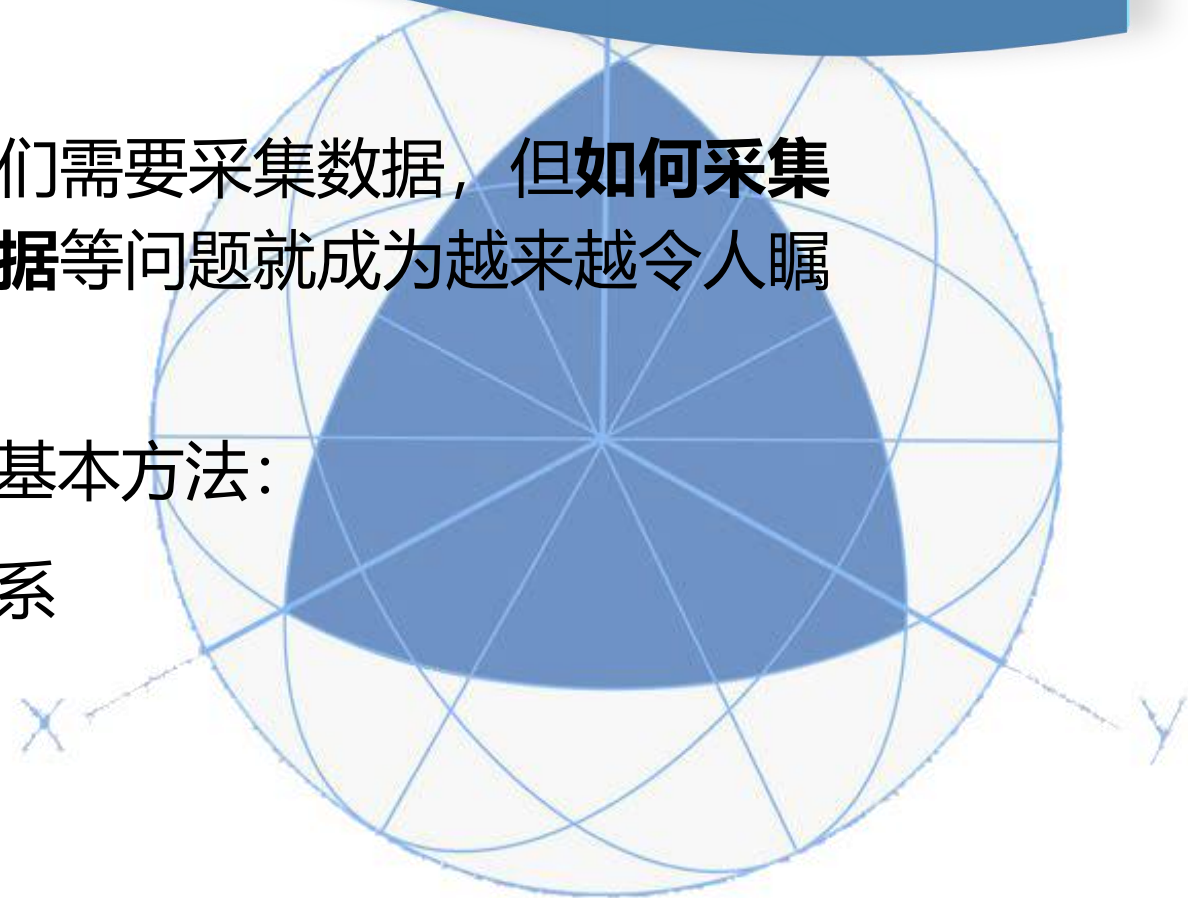 们需要采集数据，但如何采集
据等问题就成为越来越令人瞩
基本方法：
系
X
y